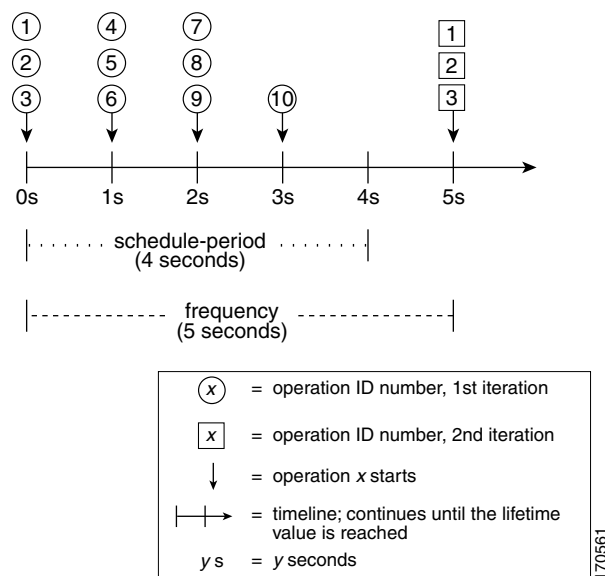 1 4 7 1
2 5 8 2
3 6 9 10 3
0s 1s 2s 3s 4s 5s
schedule-period
(4 seconds)
frequency
(5 seconds)
x = operation ID number, 1st iteration
x = operation ID number, 2nd iteration
= operation x starts
= timeline; continues until the lifetime
value is reached
y s = y seconds
170561